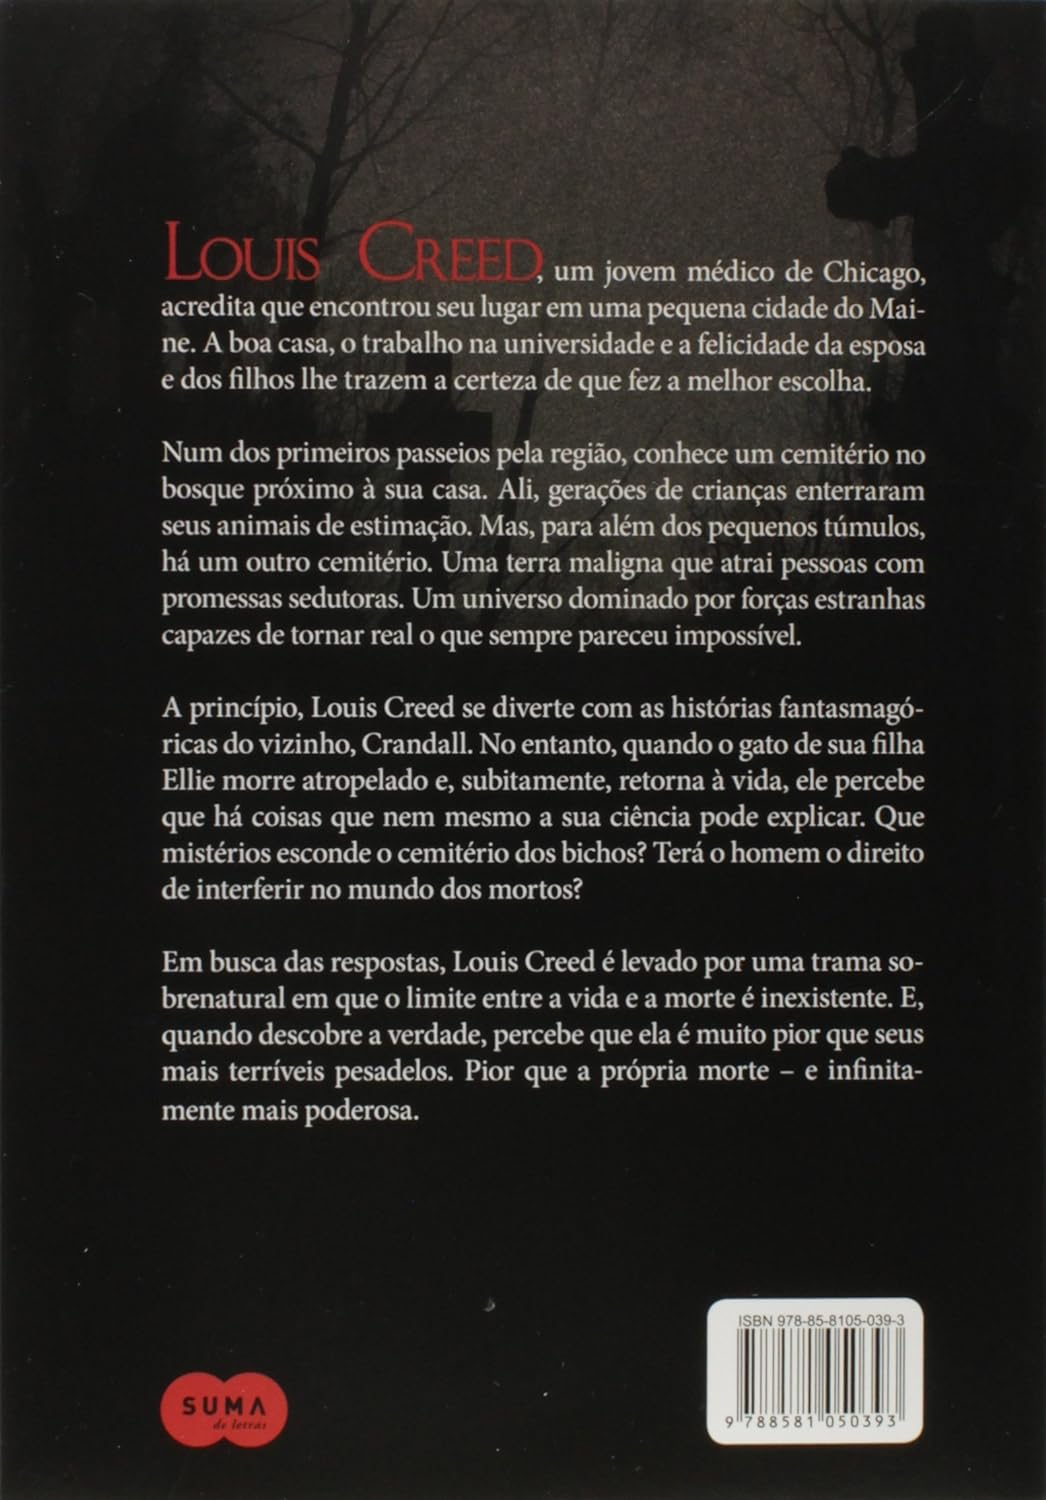 LOUIS CREED, um jovem médico de Chicago,
acredita que encontrou seu lugar em uma pequena cidade do Mai-
ne. A boa casa, o trabalho na universidade e a felicidade da esposa
e dos filhos lhe trazem a certeza de que fez a melhor escolha.
Num dos primeiros passeios pela região, conhece um cemitério no
bosque próximo à sua casa. Ali, gerações de crianças enterraram
seus animais de estimação. Mas, para além dos pequenos túmulos,
há um outro cemitério. Uma terra maligna que atrai pessoas com
promessas sedutoras. Um universo dominado por forças estranhas
capazes de tornar real o que sempre pareceu impossível.
A princípio, Louis Creed se diverte com as histórias fantasmagó-
ricas do vizinho, Crandall. No entanto, quando o gato de sua filha
Ellie morre atropelado e, subitamente, retorna à vida, ele percebe
que há coisas que nem mesmo a sua ciência pode explicar. Que
mistérios esconde o cemitério dos bichos? Terá o homem o direito
de interferir no mundo dos mortos?
Em busca das respostas, Louis Creed é levado por uma trama so-
brenatural em que o limite entre a vida e a morte é inexistente. E,
quando descobre a verdade, percebe que ela é muito pior que seus
mais terríveis pesadelos. Pior que a própria morte – e infinita-
mente mais poderosa.
ISBN 978-85-8105-039-3
9 788581 050393
SUMA
de letras